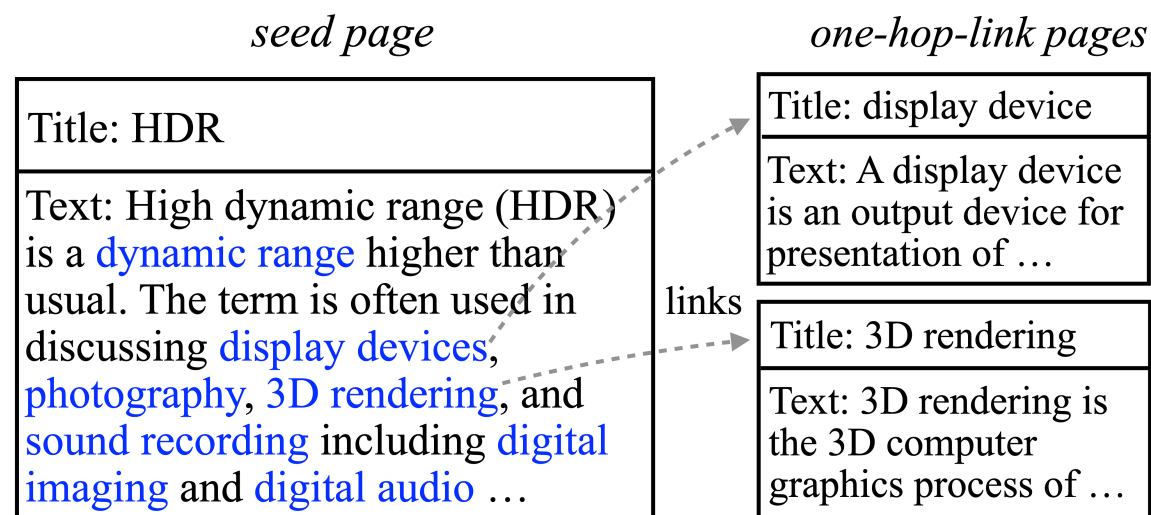 seed page
Title: HDR
Text: High dynamic range (HDR)
is a dynamic range higher than
usual. The term is often used in
discussing display devices,
photography, 3D rendering, and
sound recording including digital
imaging and digital audio …
links
one-hop-link pages
Title: display device
Text: A display device
is an output device for
presentation of …
Title: 3D rendering
Text: 3D rendering is
the 3D computer
graphics process of …